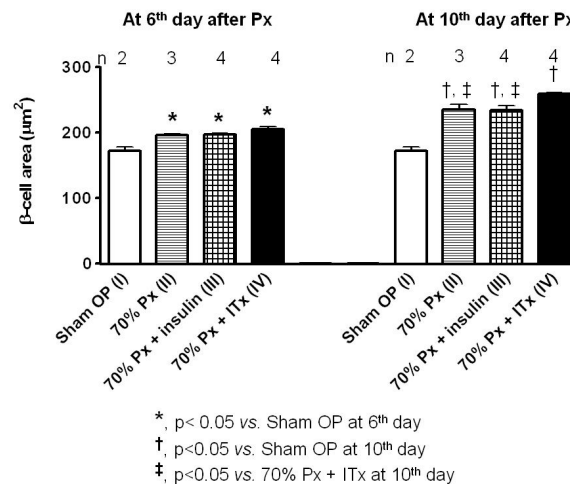 At 6th day after Px
At 10th day after Px
n 2 3 4 4
n 2 3 4 4
* * *
†, ‡ †, ‡ †
300
200
100
0
β-cell area (µm²)
Sham OP (I)
70% Px (II)
70% Px + insulin (III)
70% Px + ITx (IV)
Sham OP (I)
70% Px (II)
70% Px + insulin (III)
70% Px + ITx (IV)
*, p< 0.05 vs. Sham OP at 6th day
†, p<0.05 vs. Sham OP at 10th day
‡, p<0.05 vs. 70% Px + ITx at 10th day